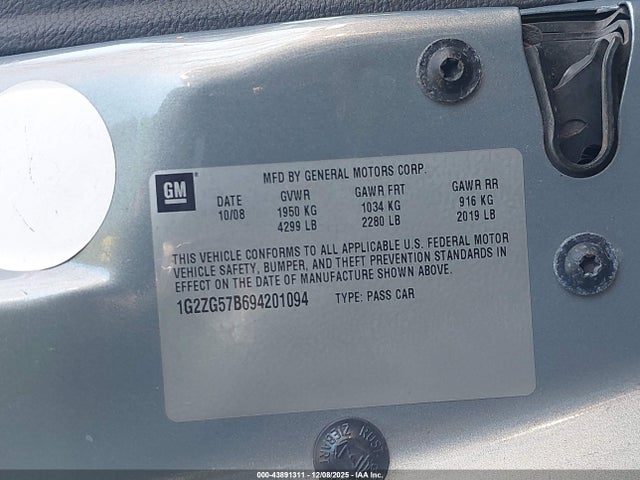 MFD BY GENERAL MOTORS CORP.
GM
DATE GVWR GAWR FRT GAWR RR
10/08 1950 KG 1034 KG 916 KG
4299 LB 2280 LB 2019 LB
THIS VEHICLE CONFORMS TO ALL APPLICABLE U.S. FEDERAL MOTOR
VEHICLE SAFETY, BUMPER, AND THEFT PREVENTION STANDARDS IN
EFFECT ON THE DATE OF MANUFACTURE SHOWN ABOVE.
1G2ZG57B694201094 TYPE: PASS CAR
ZIEBART RUST
000-43891311 - 12/08/2025 - IAA Inc.